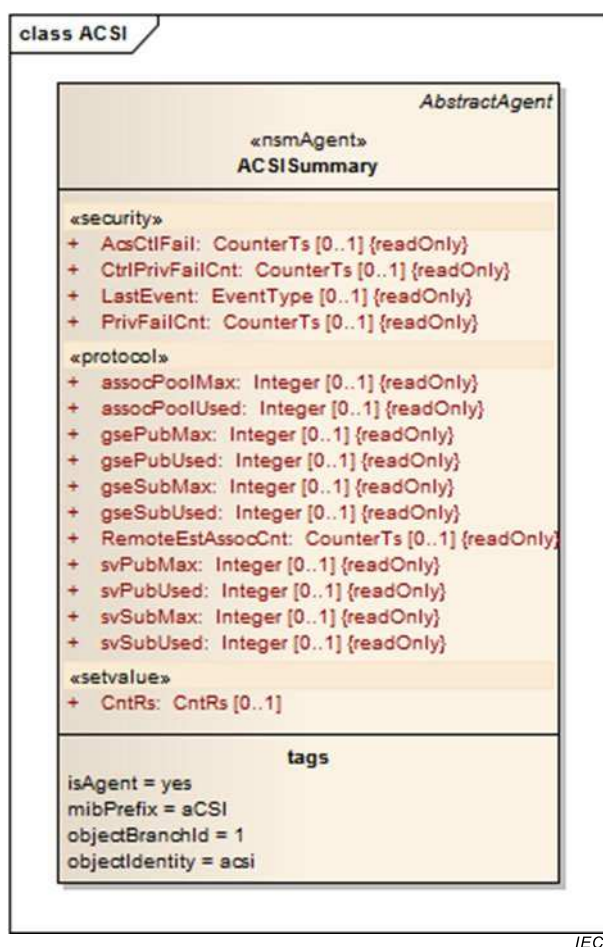 class ACSI
AbstractAgent
«nsmAgent»
ACSISummary
«security»
+ AcsCtlFail: CounterTs [0..1] {readOnly}
+ CtrlPrivFailCnt: CounterTs [0..1] {readOnly}
+ LastEvent: EventType [0..1] {readOnly}
+ PrivFailCnt: CounterTs [0..1] {readOnly}
«protocol»
+ assocPoolMax: Integer [0..1] {readOnly}
+ assocPoolUsed: Integer [0..1] {readOnly}
+ gsePubMax: Integer [0..1] {readOnly}
+ gsePubUsed: Integer [0..1] {readOnly}
+ gseSubMax: Integer [0..1] {readOnly}
+ gseSubUsed: Integer [0..1] {readOnly}
+ RemoteEstAssocCnt: CounterTs [0..1] {readOnly}
+ svPubMax: Integer [0..1] {readOnly}
+ svPubUsed: Integer [0..1] {readOnly}
+ svSubMax: Integer [0..1] {readOnly}
+ svSubUsed: Integer [0..1] {readOnly}
«setvalue»
+ CntRs: CntRs [0..1]
tags
isAgent = yes
mibPrefix = aCSI
objectBranchId = 1
objectIdentity = acsi
IEC